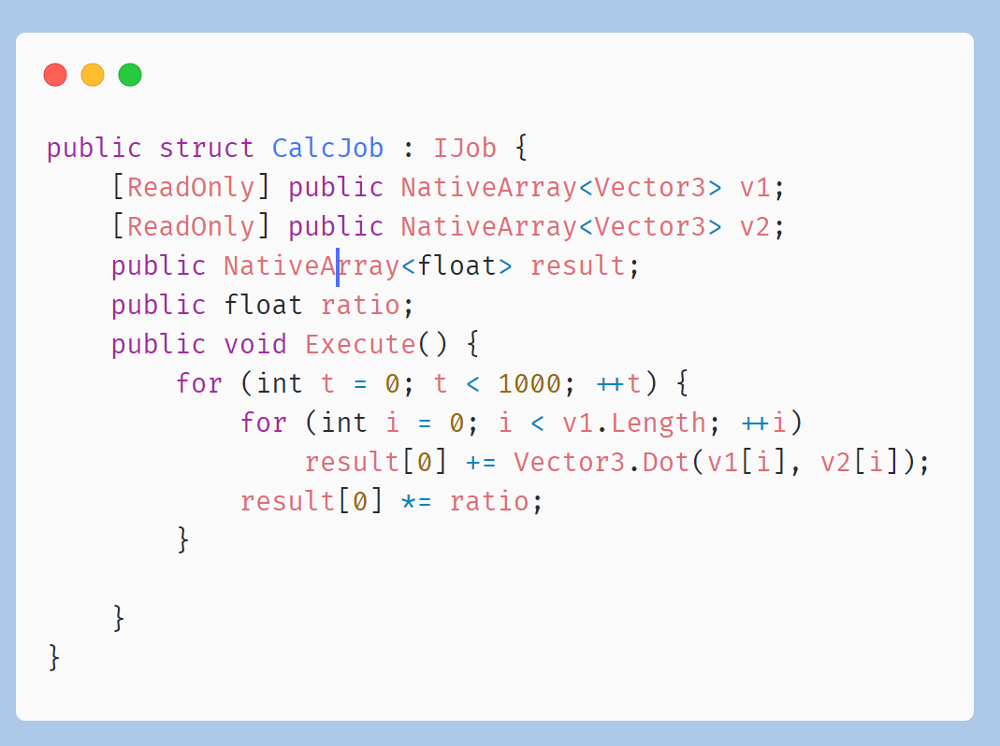 public struct CalcJob : IJob {
    [ReadOnly] public NativeArray<Vector3> v1;
    [ReadOnly] public NativeArray<Vector3> v2;
    public NativeArray<float> result;
    public float ratio;
    public void Execute() {
        for (int t = 0; t < 1000; ++t) {
            for (int i = 0; i < v1.Length; ++i)
                result[0] += Vector3.Dot(v1[i], v2[i]);
            result[0] *= ratio;
        }

    }
}